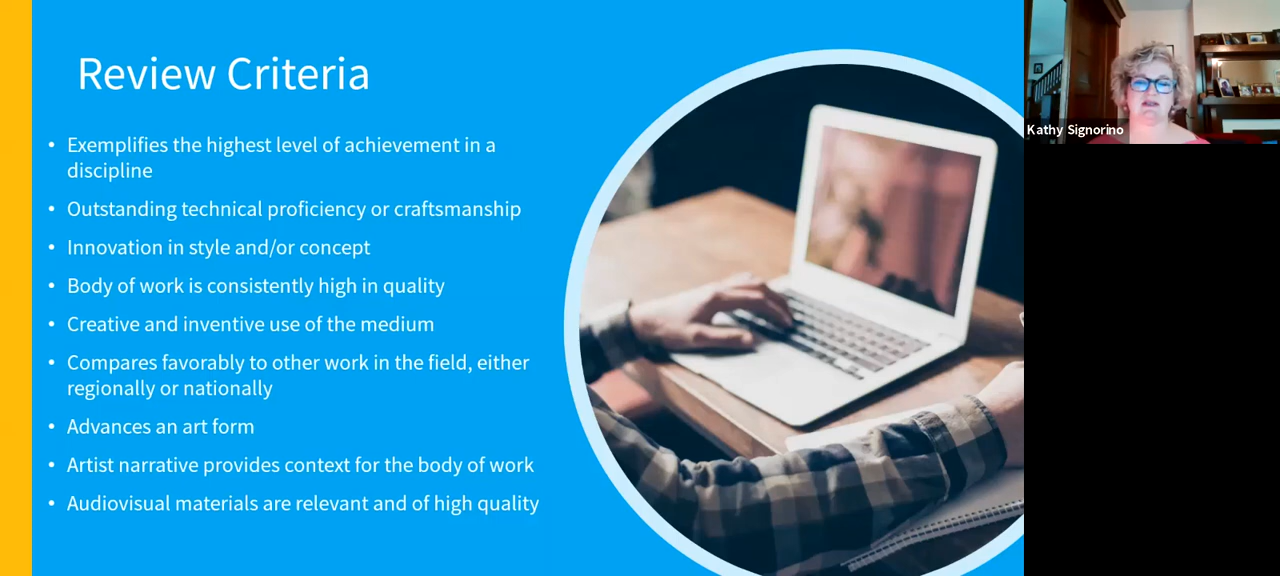 Review Criteria
• Exemplifies the highest level of achievement in a
discipline
• Outstanding technical proficiency or craftsmanship
• Innovation in style and/or concept
• Body of work is consistently high in quality
• Creative and inventive use of the medium
• Compares favorably to other work in the field, either
regionally or nationally
• Advances an art form
• Artist narrative provides context for the body of work
• Audiovisual materials are relevant and of high quality
Kathy Signorino